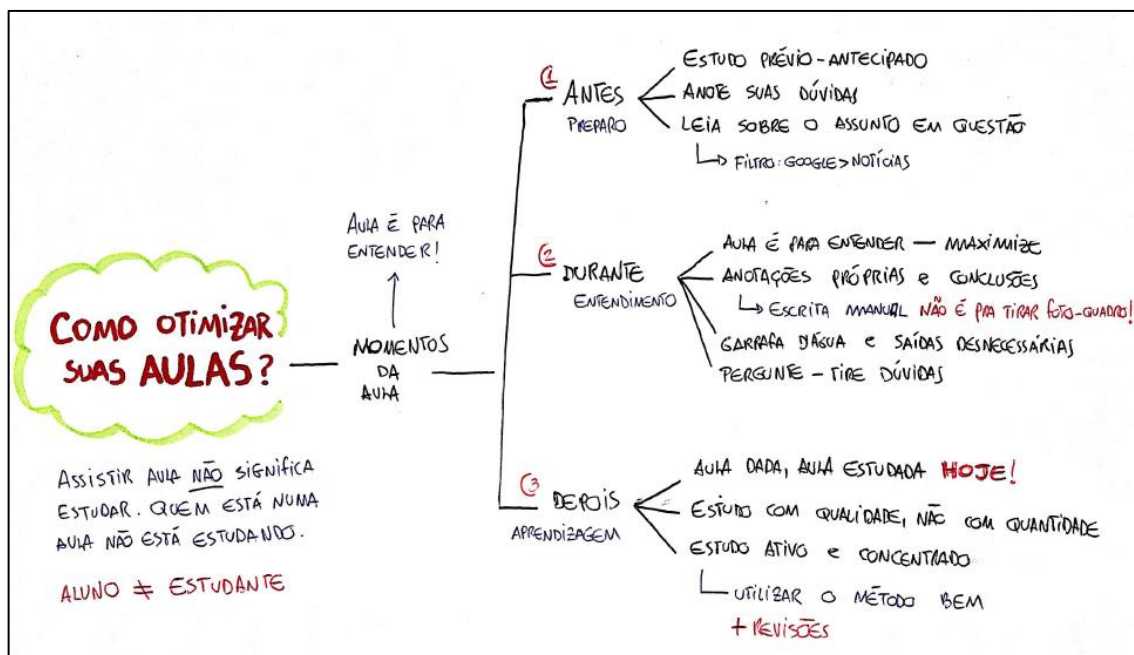 COMO OTIMIZAR
SUAS AULAS?
ASSISTIR AULA NÃO SIGNIFICA
ESTUDAR. QUEM ESTÁ NUMA
AULA NÃO ESTÁ ESTUDANDO.
ALUNO ≠ ESTUDANTE
AULA É PARA
ENTENDER!
MOMENTOS
DA
AULA
1 ANTES
PREPARO
ESTUDO PRÉVIO - ANTECIPADO
ANOTE SUAS DÚVIDAS
LEIA SOBRE O ASSUNTO EM QUESTÃO
↳ FILTRO: GOOGLE > NOTÍCIAS
2 DURANTE
ENTENDIMENTO
AULA É PARA ENTENDER — MAXIMIZE
ANOTAÇÕES PRÓPRIAS E CONCLUSÕES
↳ ESCRITA MANUAL NÃO É PRA TIRAR FOTO-QUADRO!
GARRAFA D'ÁGUA E SAÍDAS DESNECESSÁRIAS
PERGUNTE - TIRE DÚVIDAS
3 DEPOIS
APRENDIZAGEM
AULA DADA, AULA ESTUDADA HOJE!
ESTUDO COM QUALIDADE, NÃO COM QUANTIDADE
ESTUDO ATIVO E CONCENTRADO
↳ UTILIZAR O MÉTODO BEM
+ REVISÕES